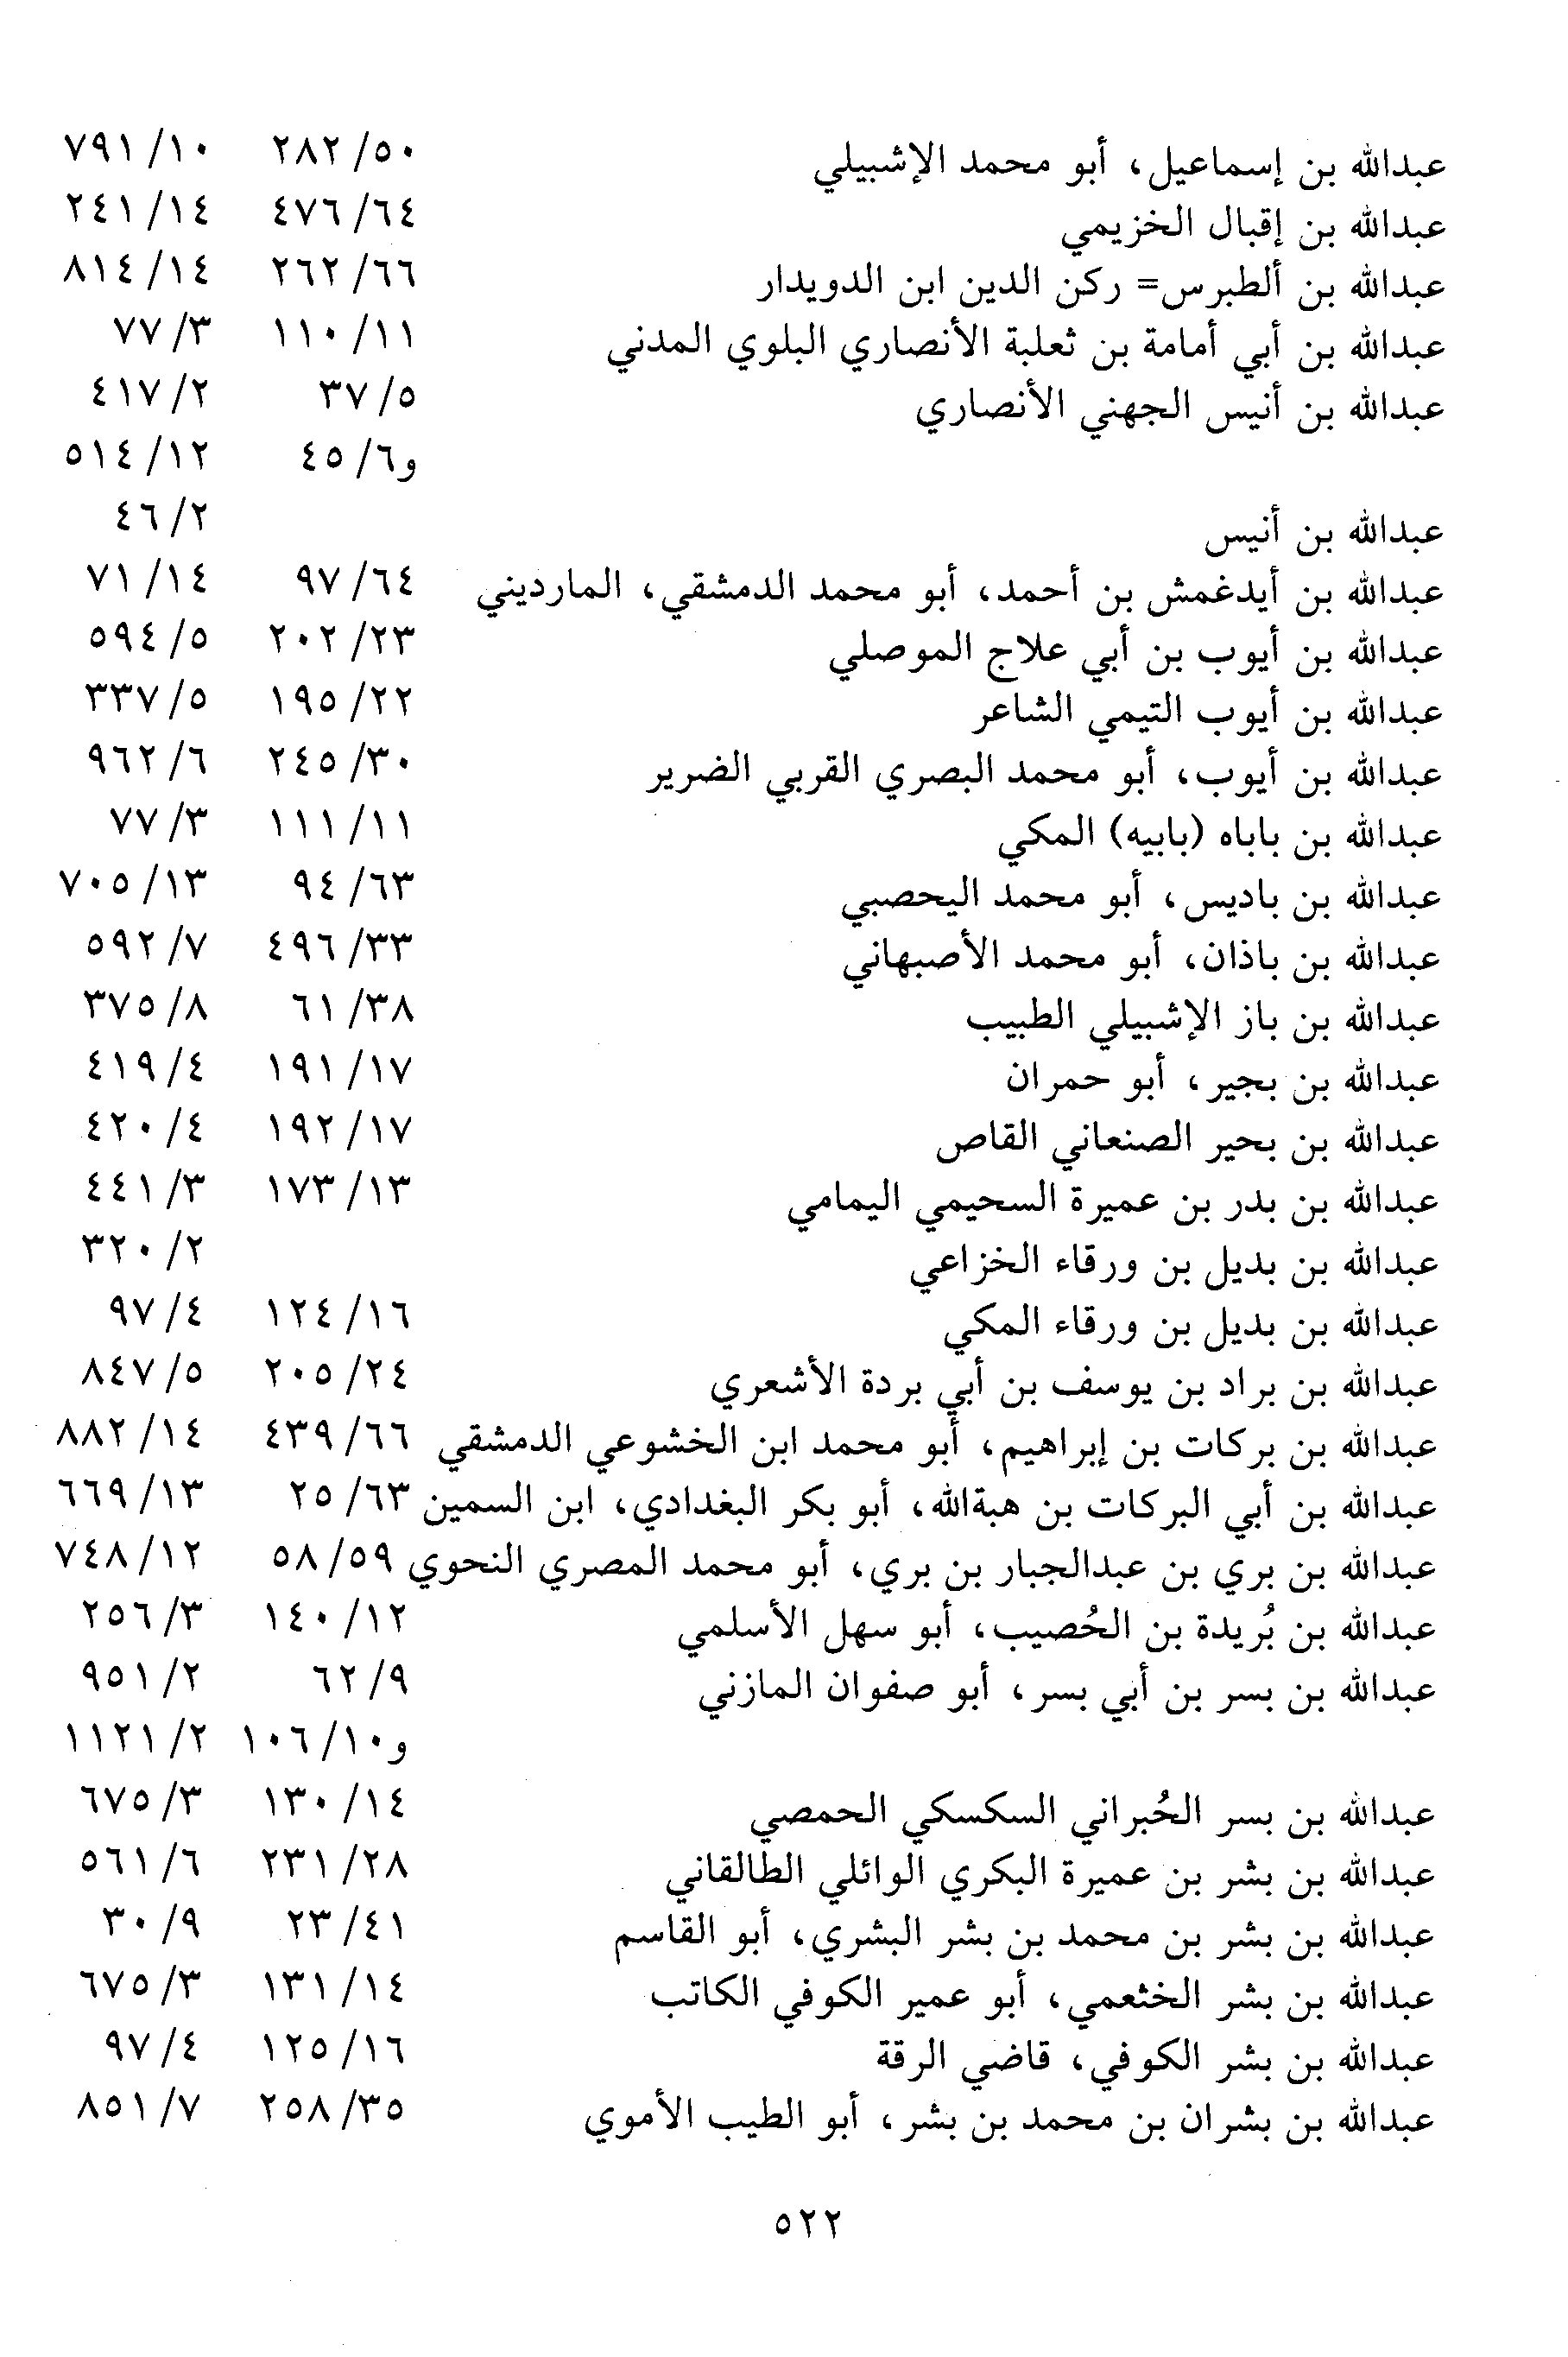 عبدالله بن إسماعيل، أبو محمد الإشبيلي ٥٠/ ٢٨٢ ١٠/ ٧٩١
عبدالله بن إقبال الخزيمي ٦٤/ ٤٧٦ ١٤/ ٢٤١
عبدالله بن ألطبرس= ركن الدين ابن الدويدار ٦٦/ ٢٦٢ ١٤/ ٨١٤
عبدالله بن أبي أمامة بن ثعلبة الأنصاري البلوي المدني ١١/ ١١٠ ٣/ ٧٧
عبدالله بن أنيس الجهني الأنصاري ٥/ ٣٧ ٢/ ٤١٧
و٦/ ٤٥ ١٢/ ٥١٤
عبدالله بن أنيس ٢/ ٤٦
عبدالله بن أيدغمش بن أحمد، أبو محمد الدمشقي، المارديني ٦٤/ ٩٧ ١٤/ ٧١
عبدالله بن أيوب بن أبي علاج الموصلي ٢٣/ ٢٠٢ ٥/ ٥٩٤
عبدالله بن أيوب التيمي الشاعر ٢٢/ ١٩٥ ٥/ ٣٣٧
عبدالله بن أيوب، أبو محمد البصري القربي الضرير ٣٠/ ٢٤٥ ٦/ ٩٦٢
عبدالله بن باباه (بابيه) المكي ١١/ ١١١ ٣/ ٧٧
عبدالله بن باديس، أبو محمد اليحصبي ٦٣/ ٩٤ ١٣/ ٧٠٥
عبدالله بن باذان، أبو محمد الأصبهاني ٣٣/ ٤٩٦ ٧/ ٥٩٢
عبدالله بن باز الإشبيلي الطبيب ٣٨/ ٦١ ٨/ ٣٧٥
عبدالله بن بجير، أبو حمران ١٧/ ١٩١ ٤/ ٤١٩
عبدالله بن بحير الصنعاني القاص ١٧/ ١٩٢ ٤/ ٤٢٠
عبدالله بن بدر بن عميرة السحيمي اليمامي ١٣/ ١٧٣ ٣/ ٤٤١
عبدالله بن بديل بن ورقاء الخزاعي ٢/ ٣٢٠
عبدالله بن بديل بن ورقاء المكي ١٦/ ١٢٤ ٤/ ٩٧
عبدالله بن براد بن يوسف بن أبي بردة الأشعري ٢٤/ ٢٠٥ ٥/ ٨٤٧
عبدالله بن بركات بن إبراهيم، أبو محمد ابن الخشوعي الدمشقي ٦٦/ ٤٣٩ ١٤/ ٨٨٢
عبدالله بن أبي البركات بن هبةالله، أبو بكر البغدادي، ابن السمين ٦٣/ ٢٥ ١٣/ ٦٦٩
عبدالله بن بري بن عبدالجبار بن بري، أبو محمد المصري النحوي ٥٩/ ٥٨ ١٢/ ٧٤٨
عبدالله بن بُريدة بن الحُصيب، أبو سهل الأسلمي ١٢/ ١٤٠ ٣/ ٢٥٦
عبدالله بن بسر بن أبي بسر، أبو صفوان المازني ٩/ ٦٢ ٢/ ٩٥١
و١٠/ ١٠٦ ٢/ ١١٢١
عبدالله بن بسر الحُبراني السكسكي الحمصي ١٤/ ١٣٠ ٣/ ٦٧٥
عبدالله بن بشر بن عميرة البكري الوائلي الطالقاني ٢٨/ ٢٣١ ٦/ ٥٦١
عبدالله بن بشر بن محمد بن بشر البشري، أبو القاسم ٤١/ ٢٣ ٩/ ٣٠
عبدالله بن بشر الخثعمي، أبو عمير الكوفي الكاتب ١٤/ ١٣١ ٣/ ٦٧٥
عبدالله بن بشر الكوفي، قاضي الرقة ١٦/ ١٢٥ ٤/ ٩٧
عبدالله بن بشران بن محمد بن بشر، أبو الطيب الأموي ٣٥/ ٢٥٨ ٧/ ٨٥١
٥٢٢